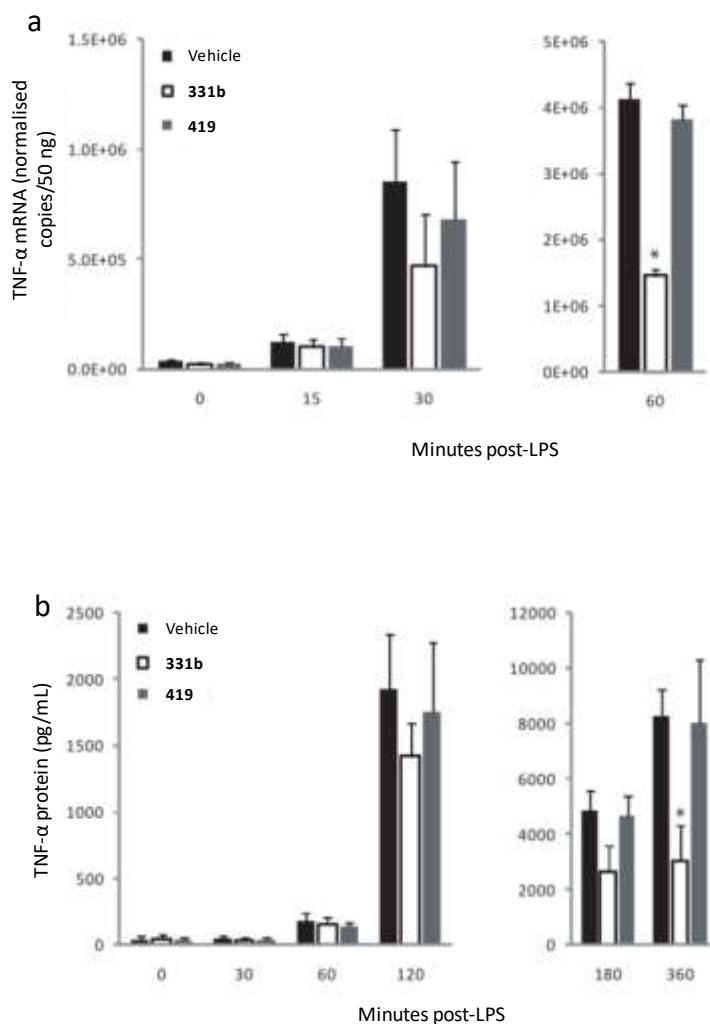 a
TNF-α mRNA (normalised
copies/50 ng)
1.5E+06
1.0E+06
5.0E+05
0.0E+00
Vehicle
331b
419
0 15 30
5E+06
4E+06
3E+06
2E+06
1E+06
0E+00
*
60
Minutes post-LPS
b
TNF-α protein (pg/mL)
2500
2000
1500
1000
500
0
Vehicle
331b
419
0 30 60 120
12000
10000
8000
6000
4000
2000
0
*
180 360
Minutes post-LPS